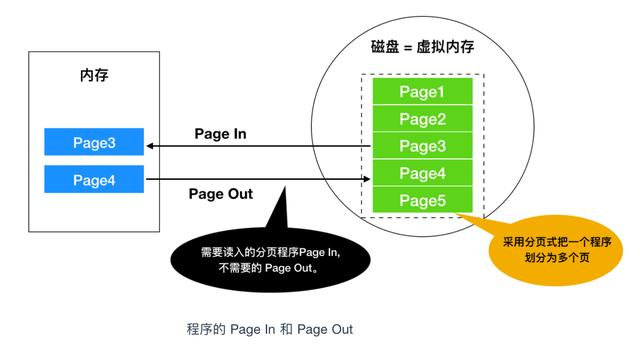 内存
Page3
Page4
Page In
Page Out
磁盘 = 虚拟内存
Page1
Page2
Page3
Page4
Page5
需要读入的分页程序Page In,
不需要的 Page Out。
采用分页式把一个程序
划分为多个页
程序的 Page In 和 Page Out